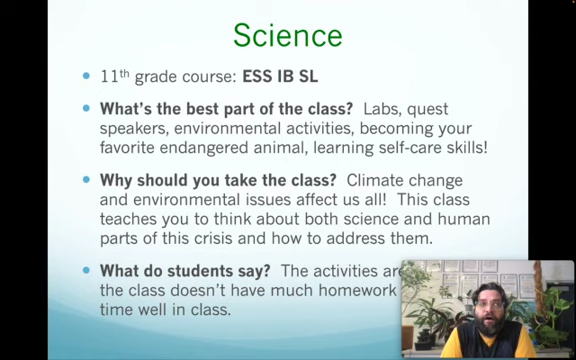 Science
11th grade course: ESS IB SL
What's the best part of the class? Labs, quest
speakers, environmental activities, becoming your
favorite endangered animal, learning self-care skills!
Why should you take the class? Climate change
and environmental issues affect us all! This class
teaches you to think about both science and human
parts of this crisis and how to address them.
What do students say? The activities are
the class doesn't have much homework
time well in class.